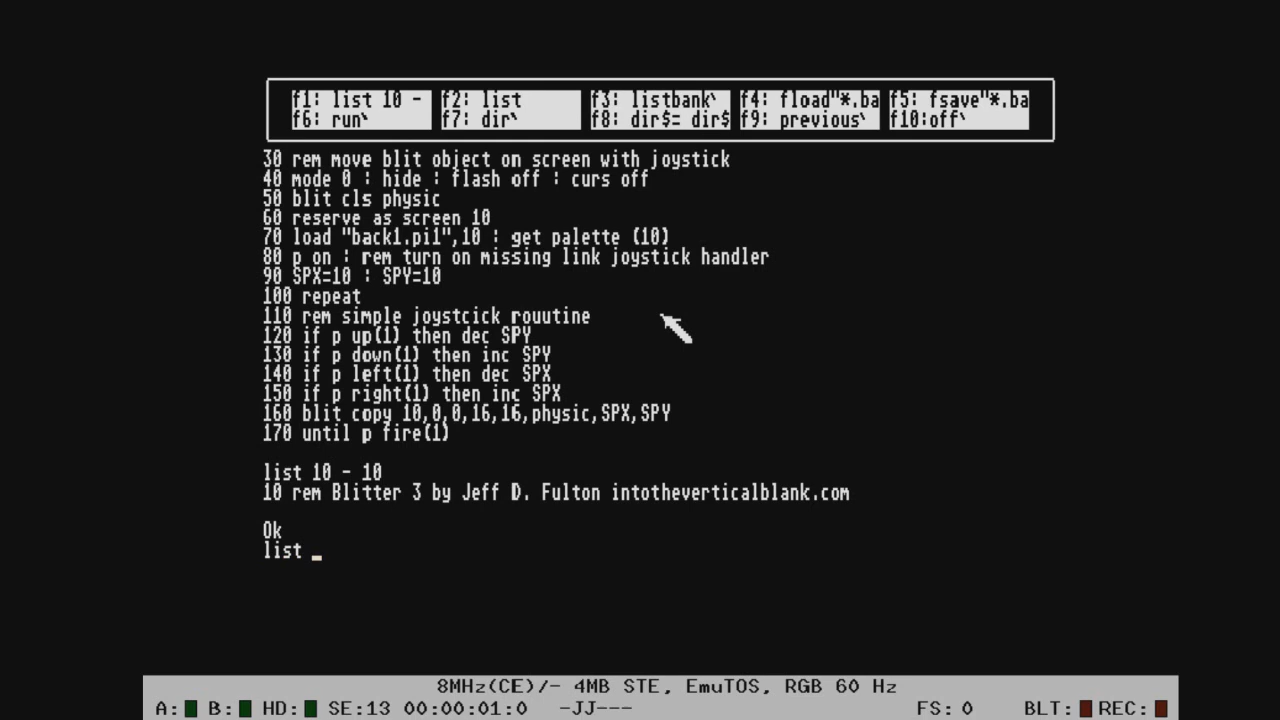 f1: list 10 - f2: list f3: listbank` f4: fload"*.ba f5: fsave"*.ba
f6: run` f7: dir` f8: dir$= dir$ f9: previous` f10:off`
30 rem move blit object on screen with joystick
40 mode 0 : hide : flash off : curs off
50 blit cls physic
60 reserve as screen 10
70 load "back1.pi1",10 : get palette (10)
80 p on : rem turn on missing link joystick handler
90 SPX=10 : SPY=10
100 repeat
110 rem simple joystcick rouutine
120 if p up(1) then dec SPY
130 if p down(1) then inc SPY
140 if p left(1) then dec SPX
150 if p right(1) then inc SPX
160 blit copy 10,0,0,16,16,physic,SPX,SPY
170 until p fire(1)
list 10 - 10
10 rem Blitter 3 by Jeff D. Fulton intotheverticalblank.com
Ok
list _
8MHz(CE)/- 4MB STE, EmuTOS, RGB 60 Hz
A: B: HD: SE:13 00:00:01:0 -JJ--- FS: 0 BLT: REC: